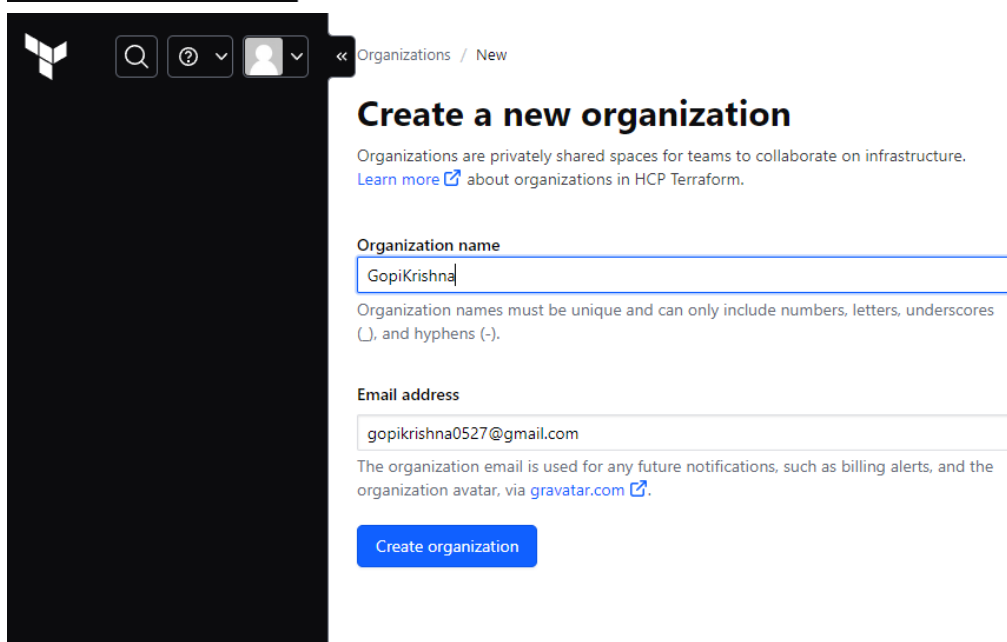 Organizations / New
Create a new organization
Organizations are privately shared spaces for teams to collaborate on infrastructure.
Learn more about organizations in HCP Terraform.
Organization name
GopiKrishna
Organization names must be unique and can only include numbers, letters, underscores
(_), and hyphens (-).
Email address
gopikrishna0527@gmail.com
The organization email is used for any future notifications, such as billing alerts, and the
organization avatar, via gravatar.com.
Create organization